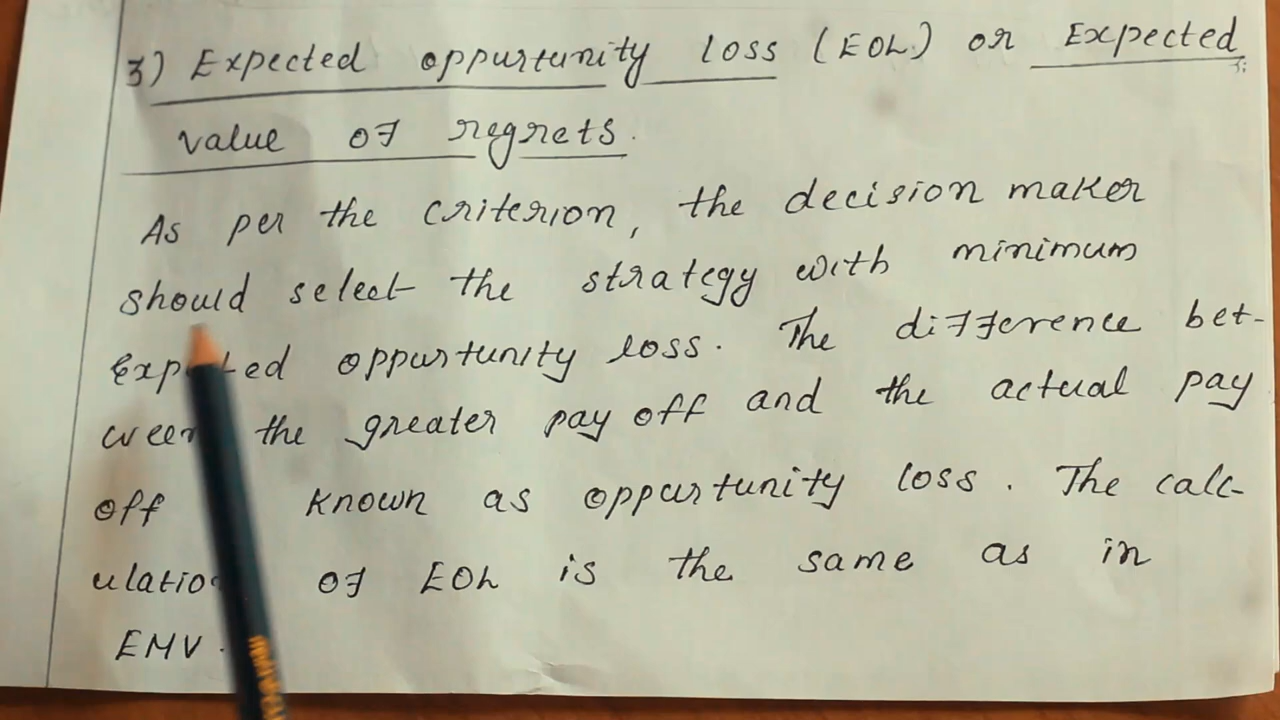 3) Expected oppurtunity loss (EOL) or Expected
value of regrets.
As per the criterion, the decision maker
should select the strategy with minimum
Expected oppurtunity loss. The difference bet-
ween the greater pay off and the actual pay
off known as oppurtunity loss. The calc-
ulation of EOL is the same as in
EMV.